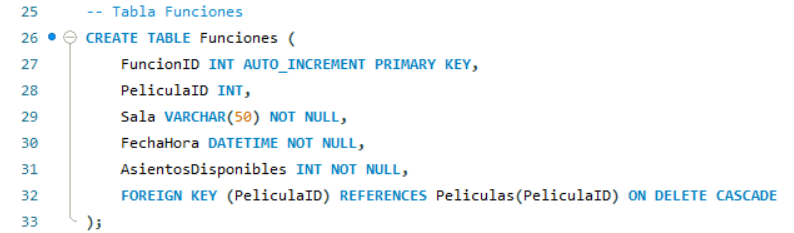 25 -- Tabla Funciones
26 CREATE TABLE Funciones (
27 FuncionID INT AUTO_INCREMENT PRIMARY KEY,
28 PeliculaID INT,
29 Sala VARCHAR(50) NOT NULL,
30 FechaHora DATETIME NOT NULL,
31 AsientosDisponibles INT NOT NULL,
32 FOREIGN KEY (PeliculaID) REFERENCES Peliculas(PeliculaID) ON DELETE CASCADE
33 );